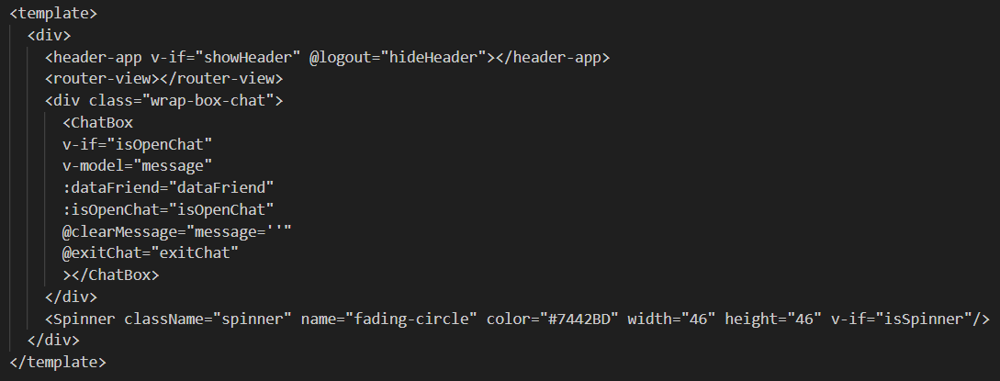 <template>
  <div>
    <header-app v-if="showHeader" @logout="hideHeader"></header-app>
    <router-view></router-view>
    <div class="wrap-box-chat">
      <ChatBox
      v-if="isOpenChat"
      v-model="message"
      :dataFriend="dataFriend"
      :isOpenChat="isOpenChat"
      @clearMessage="message=''"
      @exitChat="exitChat"
      ></ChatBox>
    </div>
    <Spinner className="spinner" name="fading-circle" color="#7442BD" width="46" height="46" v-if="isSpinner"/>
  </div>
</template>